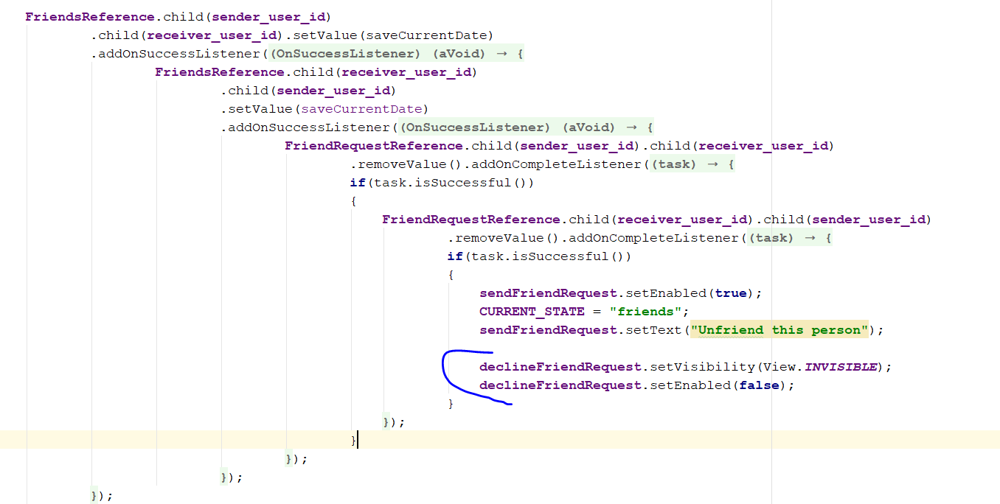 FriendsReference.child(sender_user_id)
.child(receiver_user_id).setValue(saveCurrentDate)
.addOnSuccessListener((OnSuccessListener) (aVoid) → {
FriendsReference.child(receiver_user_id)
.child(sender_user_id)
.setValue(saveCurrentDate)
.addOnSuccessListener((OnSuccessListener) (aVoid) → {
FriendRequestReference.child(sender_user_id).child(receiver_user_id)
.removeValue().addOnCompleteListener((task) → {
if(task.isSuccessful())
{
FriendRequestReference.child(receiver_user_id).child(sender_user_id)
.removeValue().addOnCompleteListener((task) → {
if(task.isSuccessful())
{
sendFriendRequest.setEnabled(true);
CURRENT_STATE = "friends";
sendFriendRequest.setText("Unfriend this person");
declineFriendRequest.setVisibility(View.INVISIBLE);
declineFriendRequest.setEnabled(false);
}
});
}
});
});
});